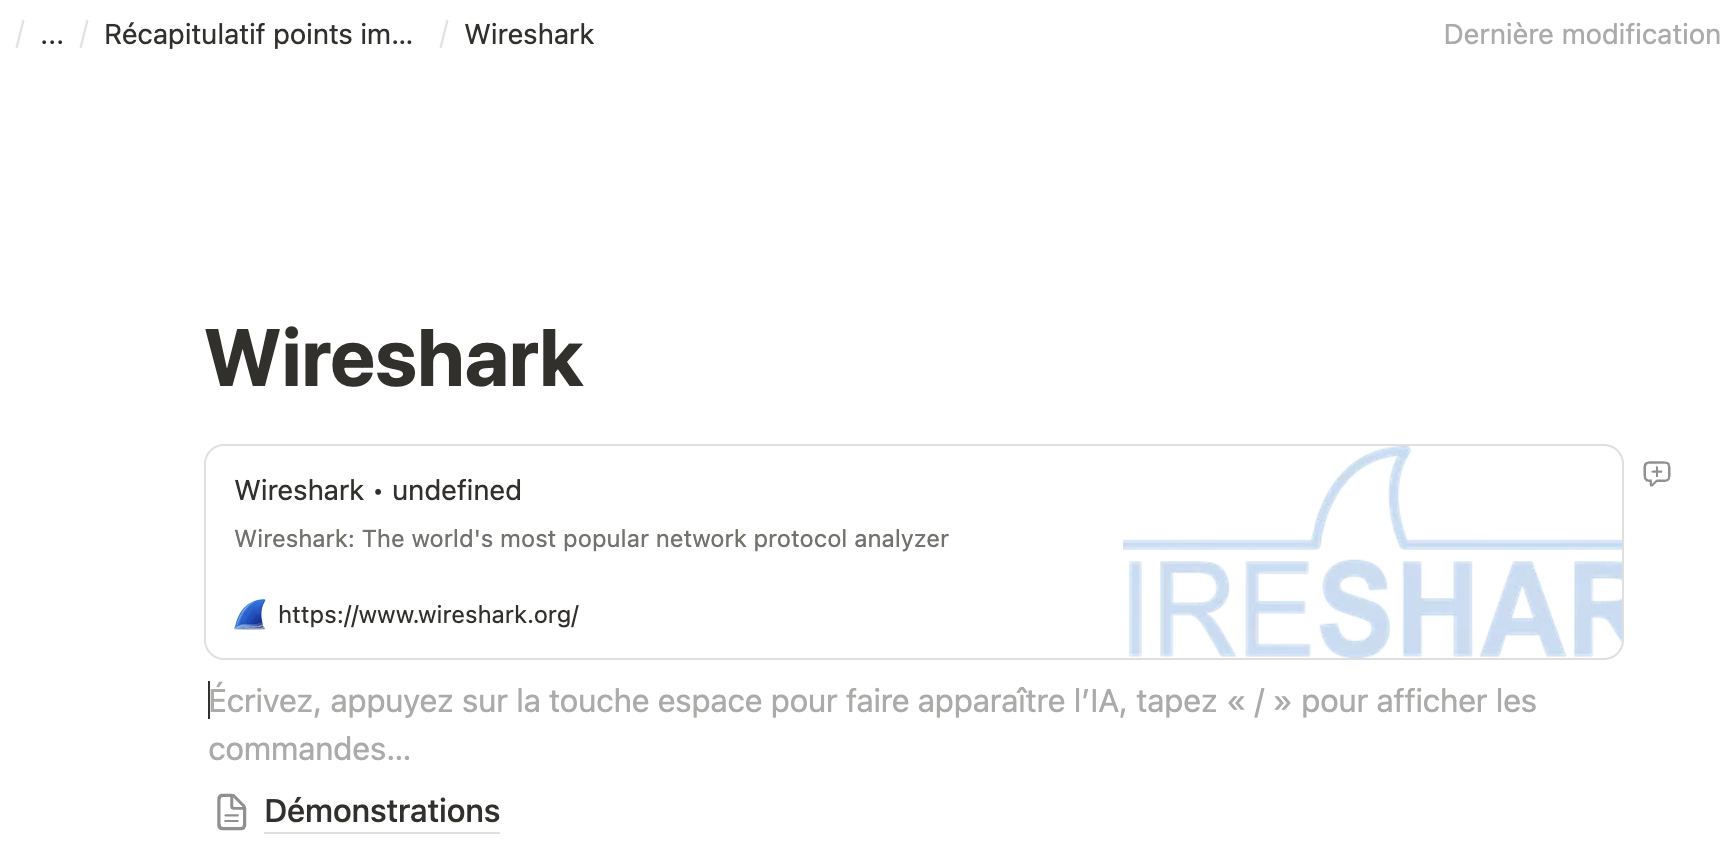 / ... / Récapitulatif points im... / Wireshark
Dernière modification
Wireshark
Wireshark • undefined
Wireshark: The world's most popular network protocol analyzer
https://www.wireshark.org/
IRESHAR
Écrivez, appuyez sur la touche espace pour faire apparaître l’IA, tapez « / » pour afficher les
commandes...
Démonstrations